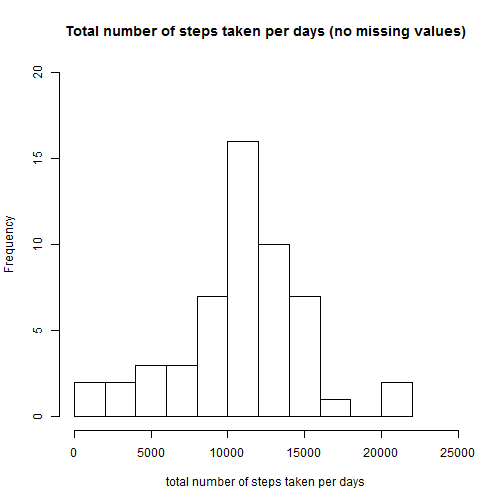 Total number of steps taken per days (no missing values)
Frequency
20
15
10
5
0
0 5000 10000 15000 20000 25000
total number of steps taken per days